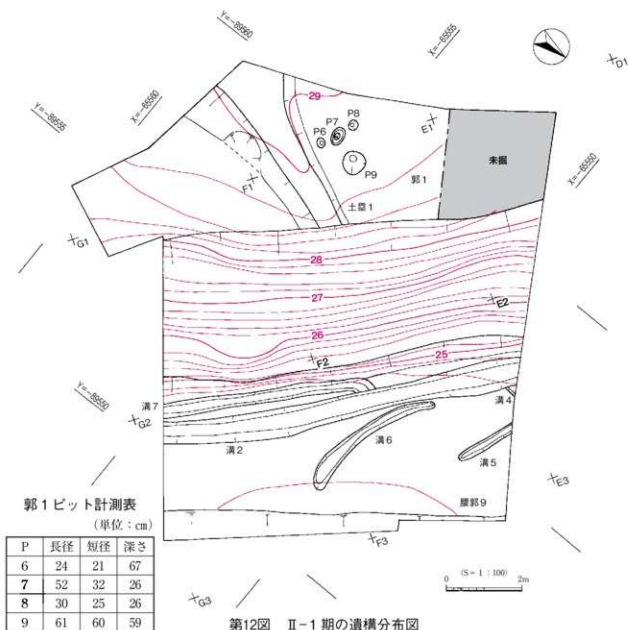 Y=-89560
X=-65555
D1
Y=-89555
X=-65560
29
P8
P7
P6
E1
未掘
X=-65550
P9
郭1
F1
土塁1
G1
28
27
E2
26
F2
25
Y=-89550
溝7
G2
溝4
溝2
溝6
溝5
E3
腰郭9
郭1ピット計測表
(単位:cm)
P 長径 短径 深さ
6 24 21 67
7 52 32 26
8 30 25 26
9 61 60 59
F3
(S=1:100)
0 2m
G3
第12図 Ⅱ-1期の遺構分布図